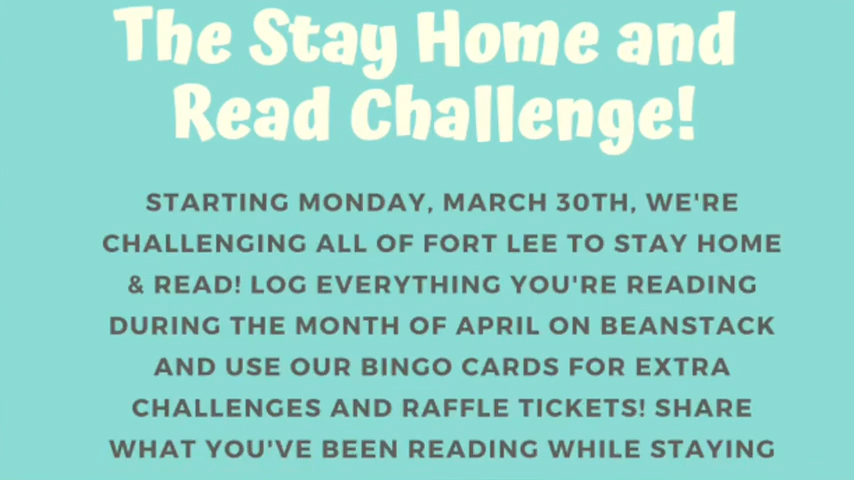 The Stay Home and
Read Challenge!
STARTING MONDAY, MARCH 30TH, WE'RE
CHALLENGING ALL OF FORT LEE TO STAY HOME
& READ! LOG EVERYTHING YOU'RE READING
DURING THE MONTH OF APRIL ON BEANSTACK
AND USE OUR BINGO CARDS FOR EXTRA
CHALLENGES AND RAFFLE TICKETS! SHARE
WHAT YOU'VE BEEN READING WHILE STAYING